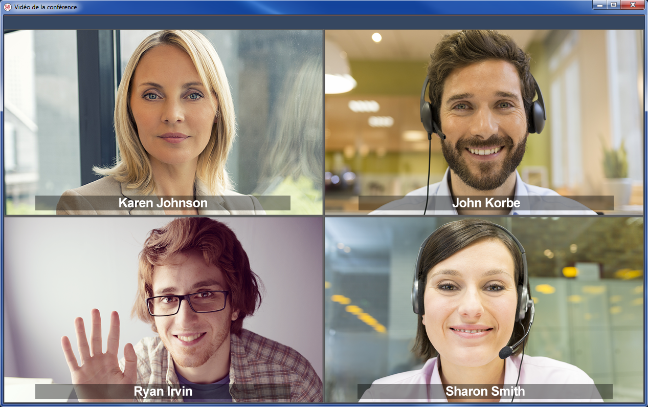 Vidéo de la conférence
Karen Johnson
John Korbe
Ryan Irvin
Sharon Smith